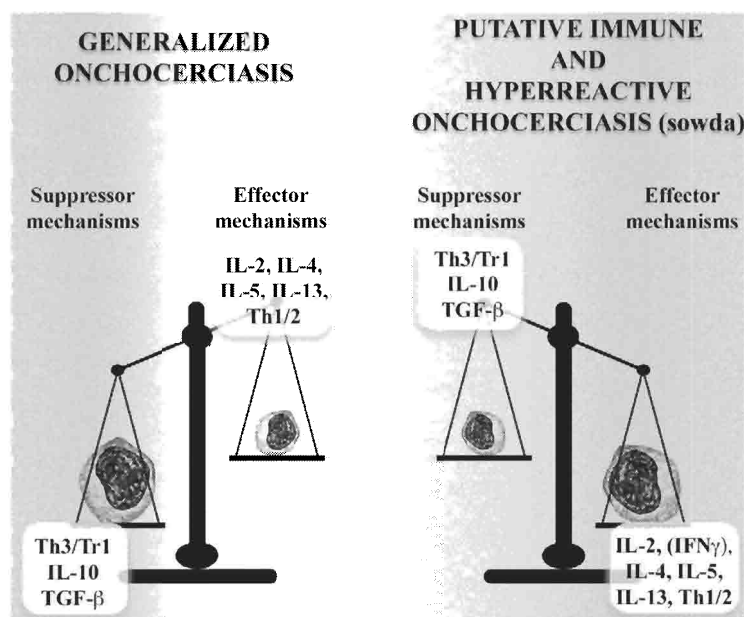 GENERALIZED
ONCHOCERCIASIS
Suppressor
mechanisms
Effector
mechanisms
IL-2, IL-4,
IL-5, IL-13,
Th1/2
Th3/Tr1
IL-10
TGF-β
PUTATIVE IMMUNE
AND
HYPERREACTIVE
ONCHOCERCIASIS (sowda)
Suppressor
mechanisms
Effector
mechanisms
Th3/Tr1
IL-10
TGF-β
IL-2, (IFNγ),
IL-4, IL-5,
IL-13, Th1/2